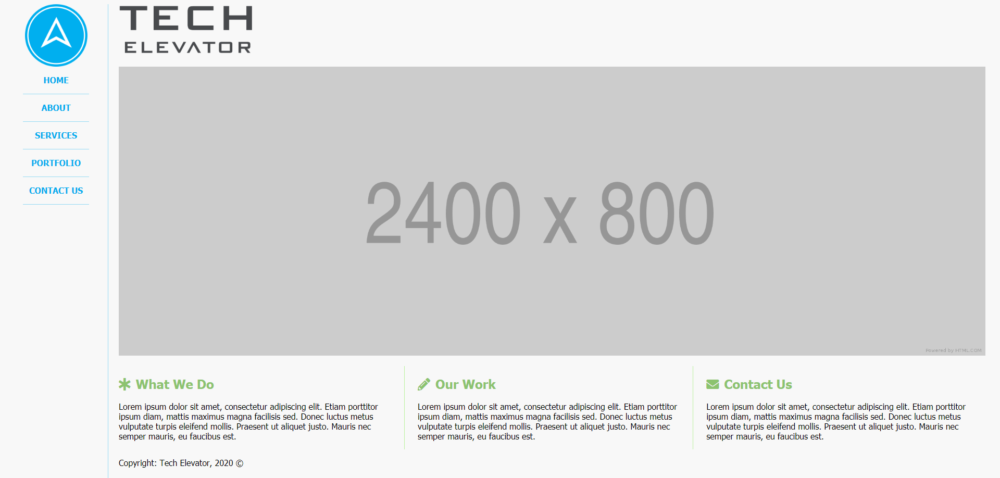 TECH
ELEVATOR
HOME
ABOUT
SERVICES
PORTFOLIO
CONTACT US
2400 x 800
Powered by HTML.COM
What We Do
Lorem ipsum dolor sit amet, consectetur adipiscing elit. Etiam porttitor
ipsum diam, mattis maximus magna facilisis sed. Donec luctus metus
vulputate turpis eleifend mollis. Praesent ut aliquet justo. Mauris nec
semper mauris, eu faucibus est.
Our Work
Lorem ipsum dolor sit amet, consectetur adipiscing elit. Etiam porttitor
ipsum diam, mattis maximus magna facilisis sed. Donec luctus metus
vulputate turpis eleifend mollis. Praesent ut aliquet justo. Mauris nec
semper mauris, eu faucibus est.
Contact Us
Lorem ipsum dolor sit amet, consectetur adipiscing elit. Etiam porttitor
ipsum diam, mattis maximus magna facilisis sed. Donec luctus metus
vulputate turpis eleifend mollis. Praesent ut aliquet justo. Mauris nec
semper mauris, eu faucibus est.
Copyright: Tech Elevator, 2020 ©